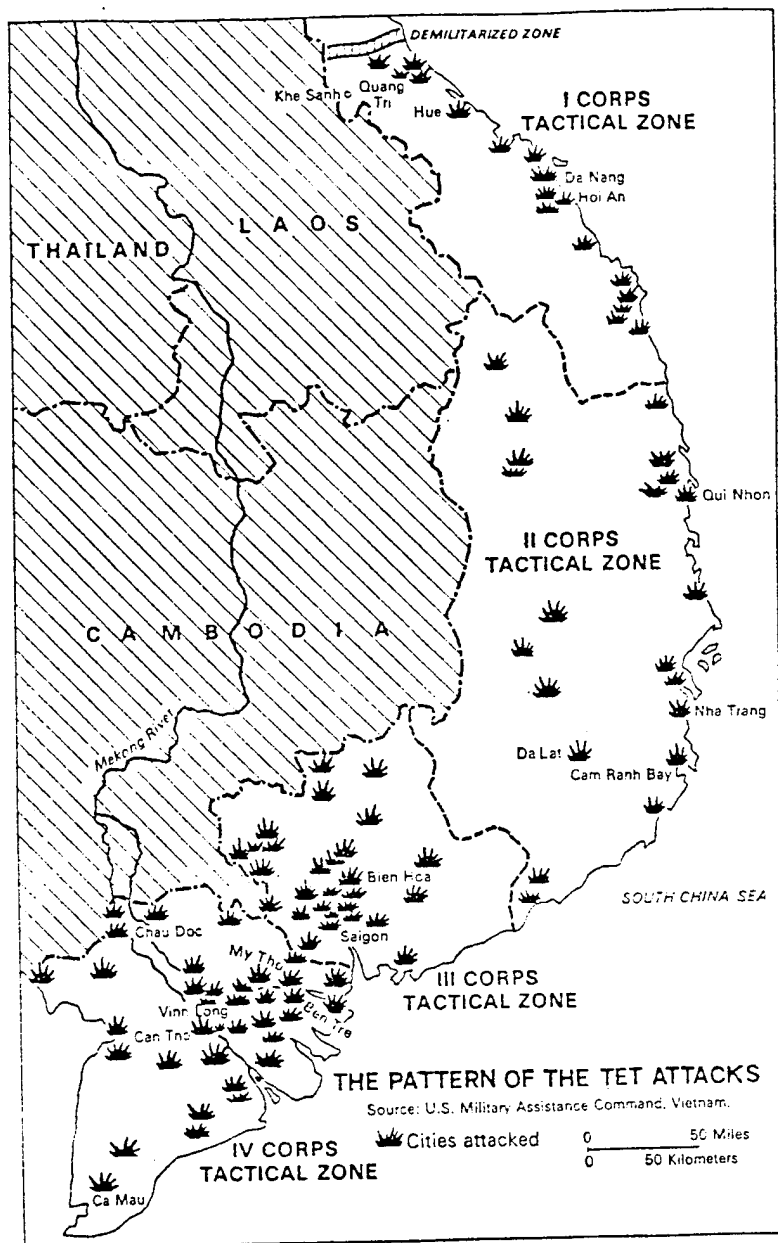 DEMILITARIZED ZONE
Khe Sanh
Quang
Tri
Hue
I CORPS
TACTICAL ZONE
Da Nang
Hoi An
LAOS
THAILAND
Qui Nhon
II CORPS
TACTICAL ZONE
CAMBODIA
Mekong River
Nha Trang
Da Lat
Cam Ranh Bay
Bien Hoa
SOUTH CHINA SEA
Chau Doc
Saigon
My Tho
III CORPS
TACTICAL ZONE
Vinh Long
Ben Tre
Can Tho
THE PATTERN OF THE TET ATTACKS
Source: U.S. Military Assistance Command, Vietnam.
Cities attacked
0 50 Miles
0 50 Kilometers
IV CORPS
TACTICAL ZONE
Ca Mau